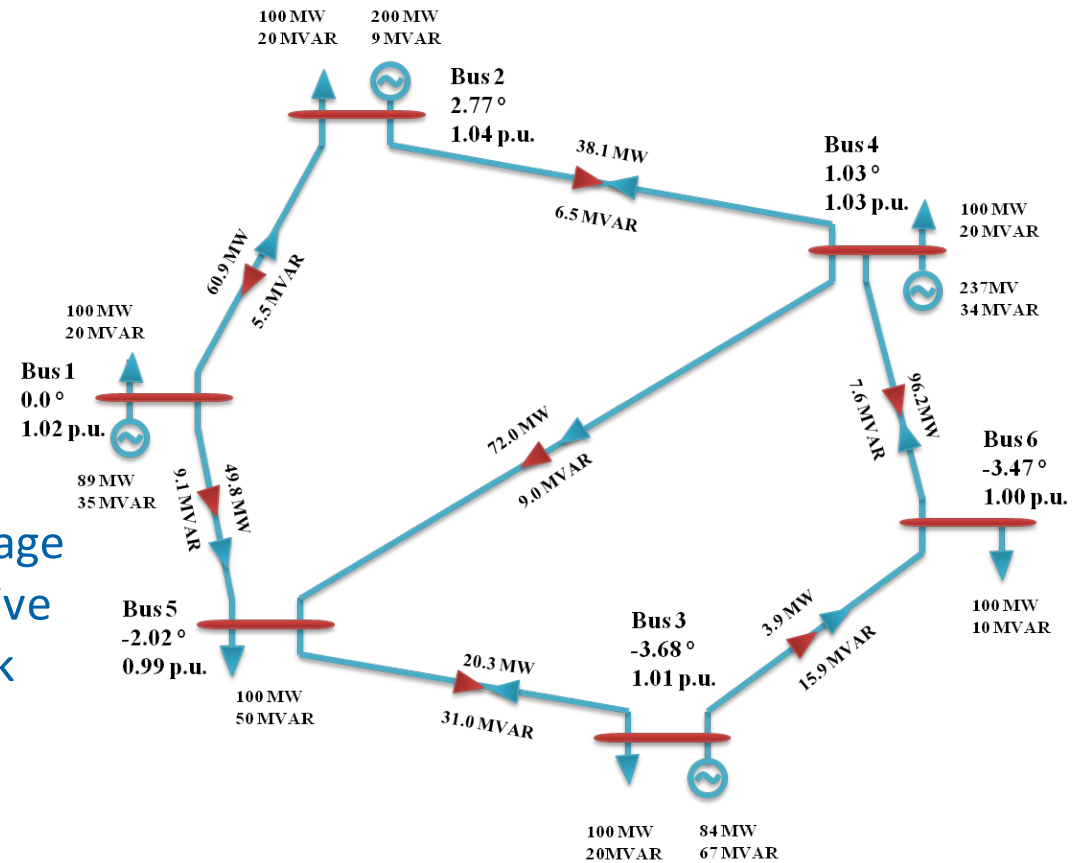 100 MW
20 MVAR
200 MW
9 MVAR
Bus 2
2.77 °
1.04 p.u.
38.1 MW
6.5 MVAR
Bus 4
1.03 °
1.03 p.u.
100 MW
20 MVAR
237MV
34 MVAR
60.9 MW
5.5 MVAR
100 MW
20 MVAR
Bus 1
0.0 °
1.02 p.u.
89 MW
35 MVAR
49.8 MW
9.1 MVAR
72.0 MW
9.0 MVAR
96.2MW
7.6 MVAR
Bus 6
-3.47 °
1.00 p.u.
100 MW
10 MVAR
age
ive
k
Bus 5
-2.02 °
0.99 p.u.
100 MW
50 MVAR
20.3 MW
31.0 MVAR
Bus 3
-3.68 °
1.01 p.u.
3.9 MW
15.9 MVAR
100 MW
20MVAR
84 MW
67 MVAR